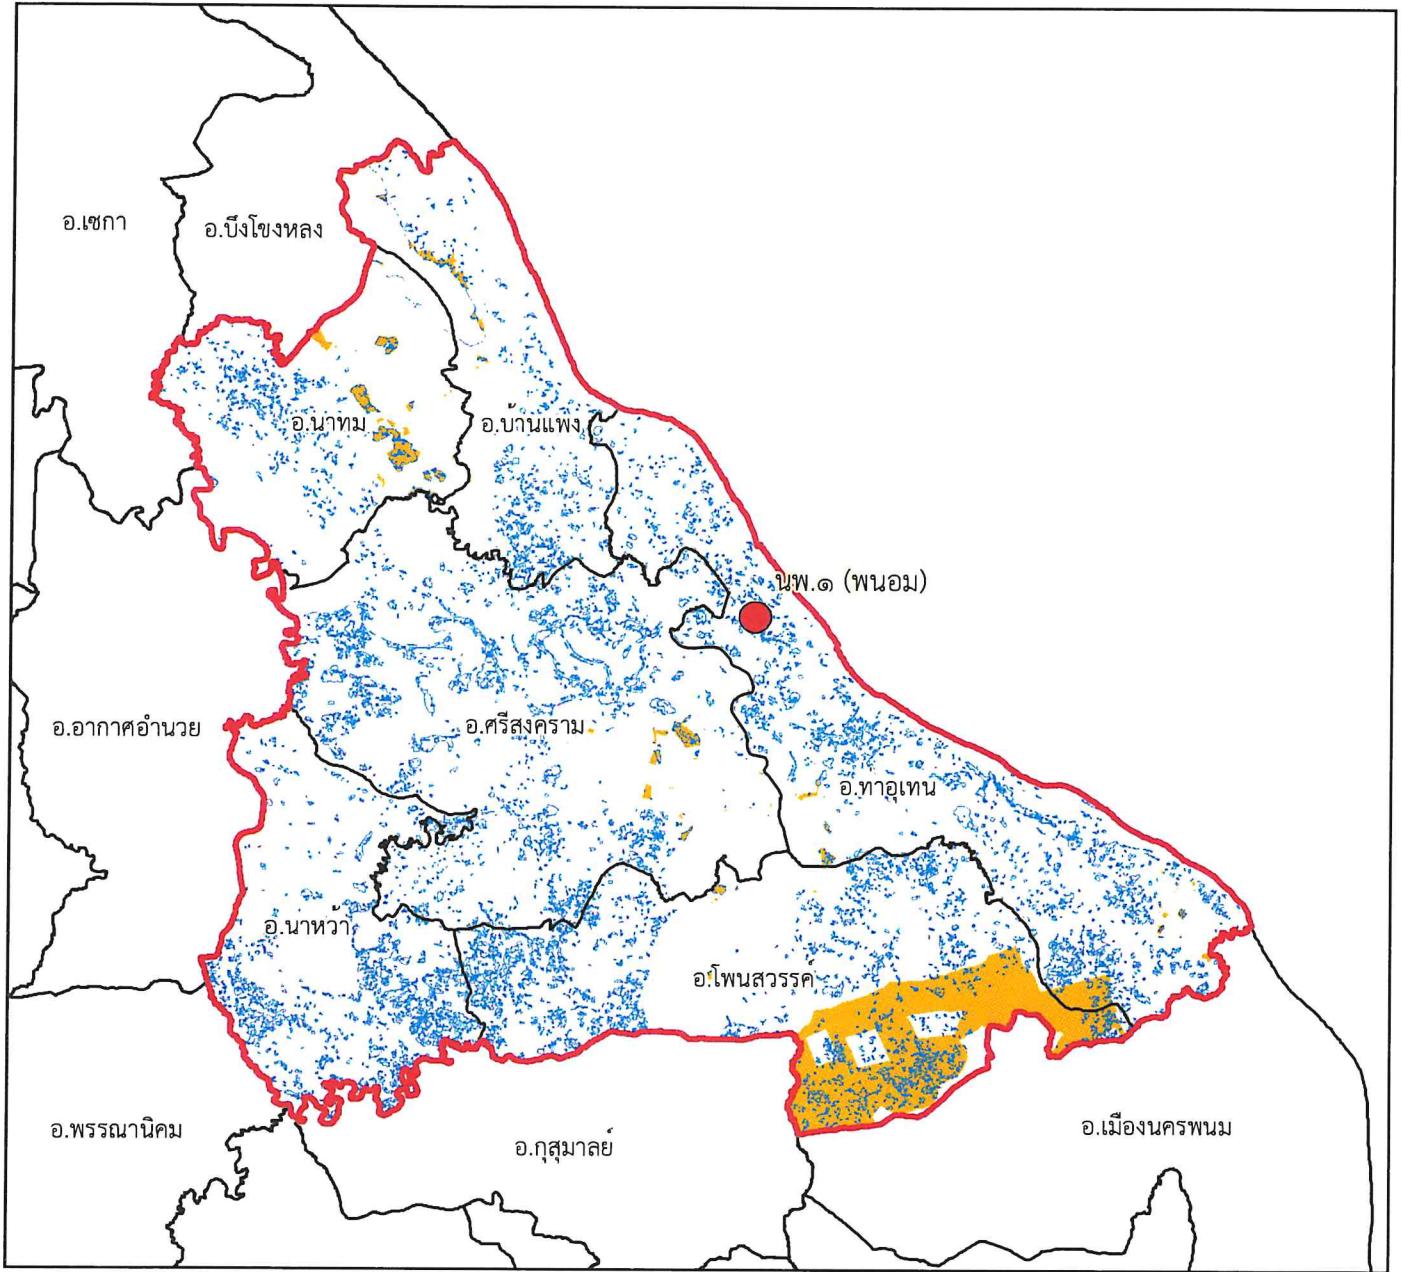 อ.เซกา
อ.บึงโขงหลง
อ.นาทม
อ.บ้านแพง
นพ.๑ (พนอม)
อ.อากาศอำนวย
อ.ศรีสงคราม
อ.ทาอุเทน
อ.นาหว้า
อ.โพนสวรรค์
อ.พรรณานิคม
อ.กุสุมาลย์
อ.เมืองนครพนม